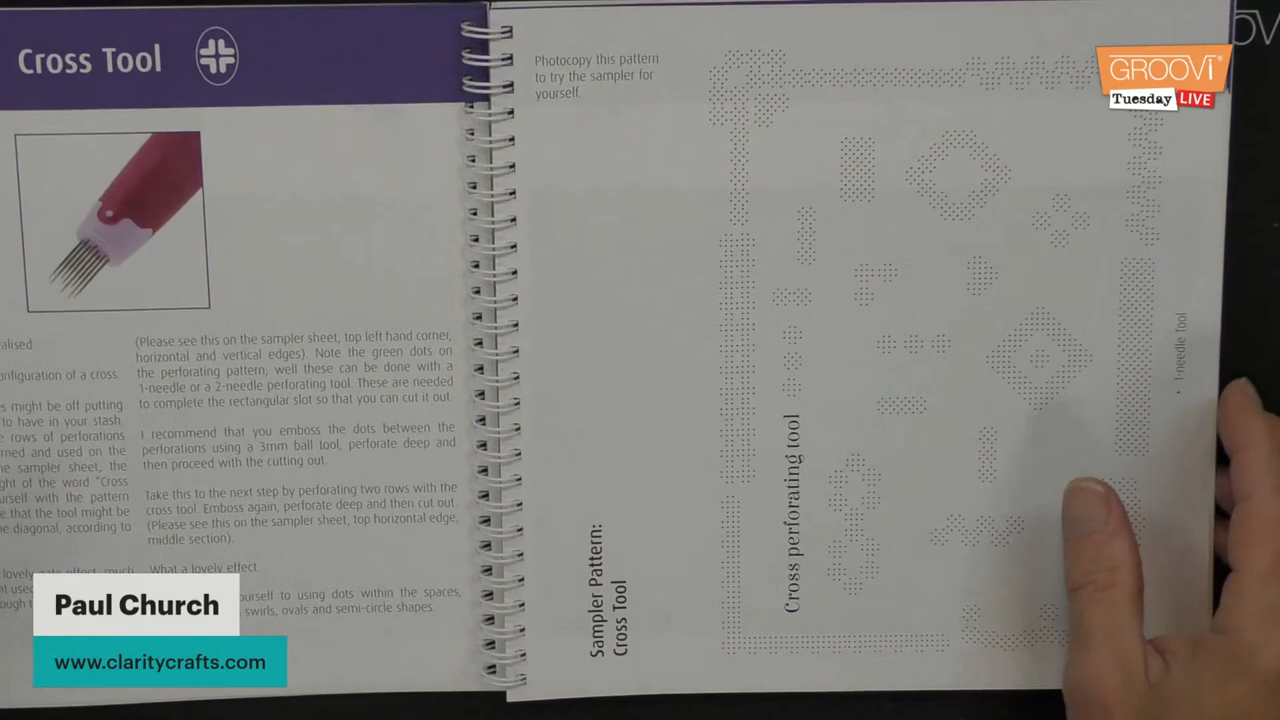 Cross Tool
alised
nfiguration of a cross.
s might be off putting
to have in your stash.
e rows of perforations
rned and used on the
ne sampler sheet, the
ght of the word "Cross
urself with the pattern
e that the tool might be
e diagonal, according to
lovely gate effect, much
(Please see this on the sampler sheet, top left hand corner,
horizontal and vertical edges). Note the green dots on
the perforating pattern; well these can be done with a
1-needle or a 2-needle perforating tool. These are needed
to complete the rectangular slot so that you can cut it out.
I recommend that you emboss the dots between the
perforations using a 3mm ball tool, perforate deep and
then proceed with the cutting out.
Take this to the next step by perforating two rows with the
cross tool. Emboss again, perforate deep and then cut out.
(Please see this on the sampler sheet, top horizontal edge,
middle section).
What a lovely effect
ourself to using dots within the spaces,
swirls, ovals and semi-circle shapes.
Photocopy this pattern
to try the sampler for
yourself.
Sampler Pattern:
Cross Tool
Cross perforating tool
• 1-needle Tool
GROOVI®
Tuesday LIVE
Paul Church
www.claritycrafts.com